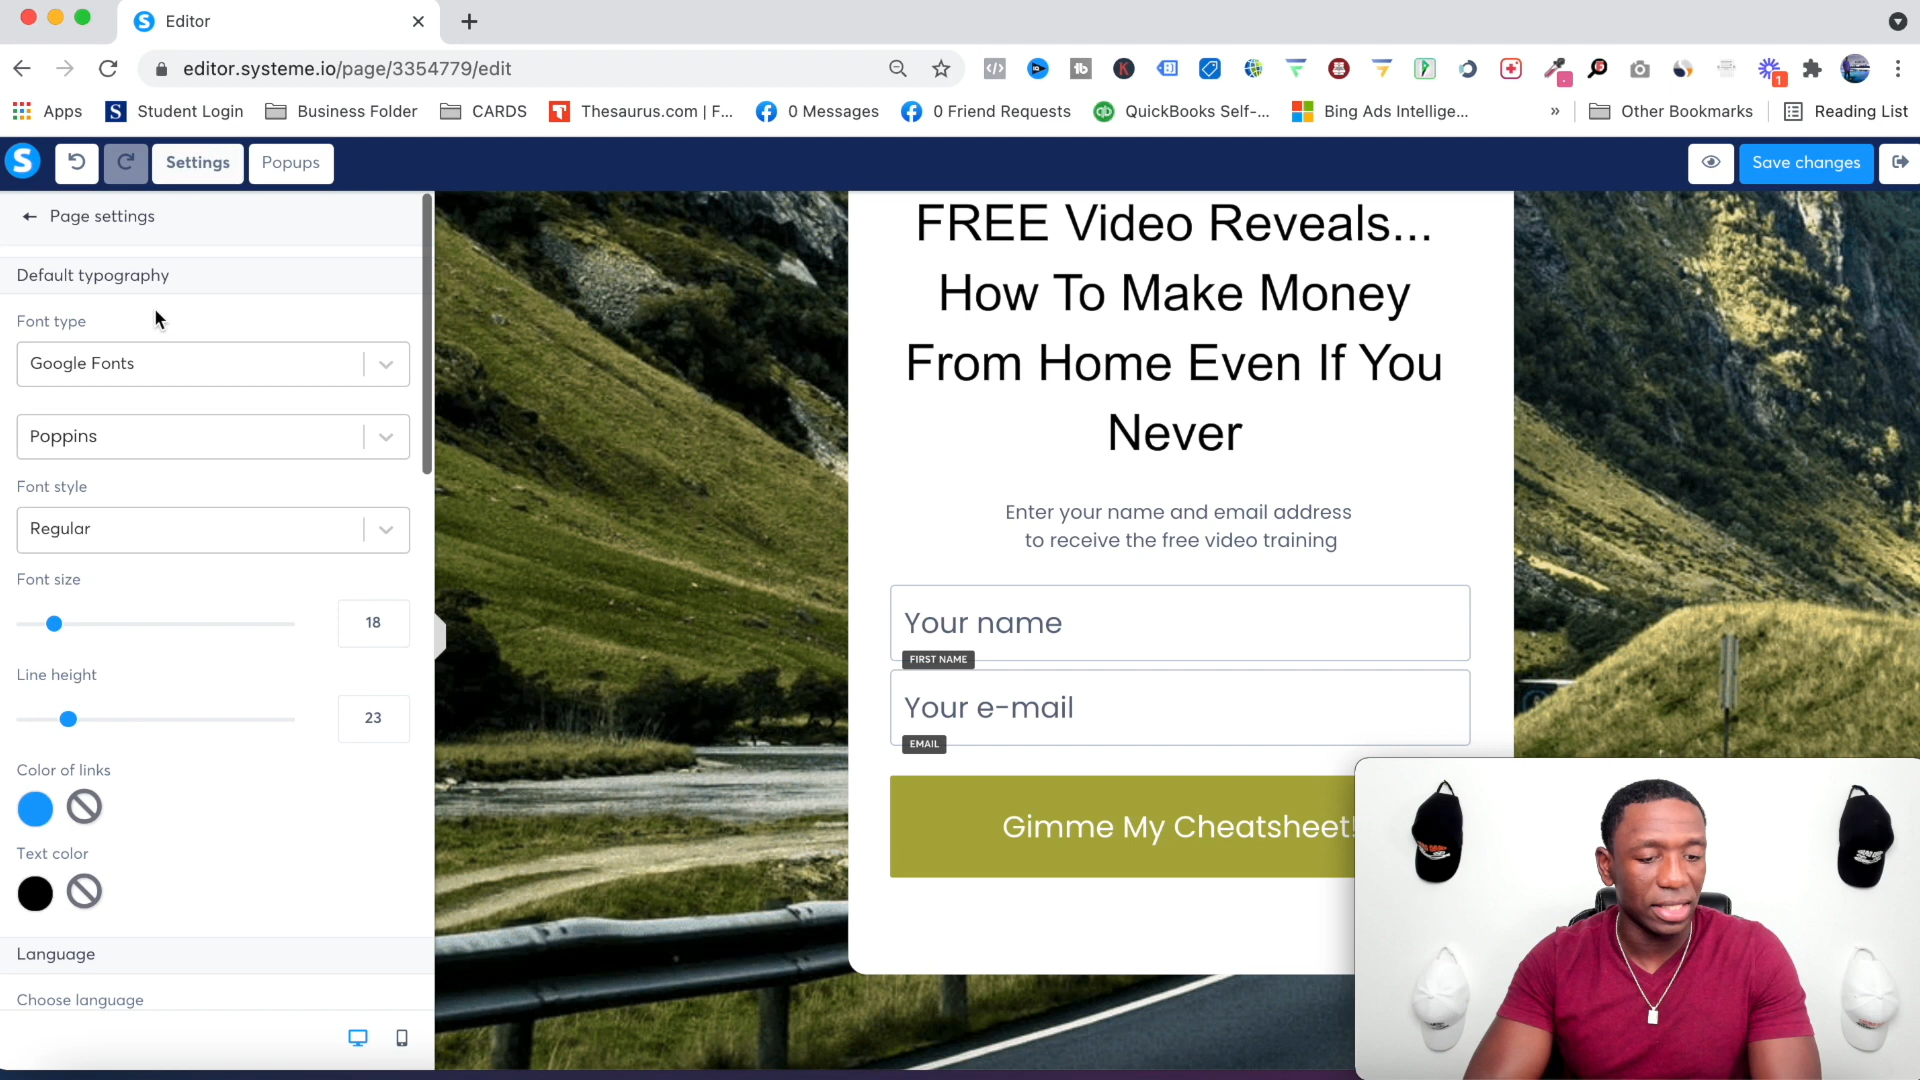 Editor
editor.systeme.io/page/3354779/edit
Apps
Student Login
Business Folder
CARDS
Thesaurus.com | F...
0 Messages
0 Friend Requests
QuickBooks Self-...
Bing Ads Intellige...
»
Other Bookmarks
Reading List
Settings
Popups
Save changes
Page settings
Default typography
Font type
Google Fonts
Poppins
Font style
Regular
Font size
18
Line height
23
Color of links
Text color
Language
Choose language
FREE Video Reveals...
How To Make Money
From Home Even If You
Never
Enter your name and email address
to receive the free video training
Your name
FIRST NAME
Your e-mail
EMAIL
Gimme My Cheatsheet!